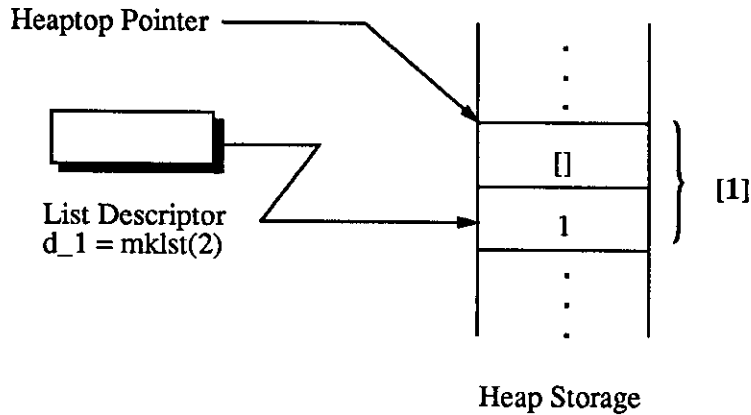 Heaptop Pointer
[]
[1]
1
List Descriptor
d_1 = mklst(2)
Heap Storage